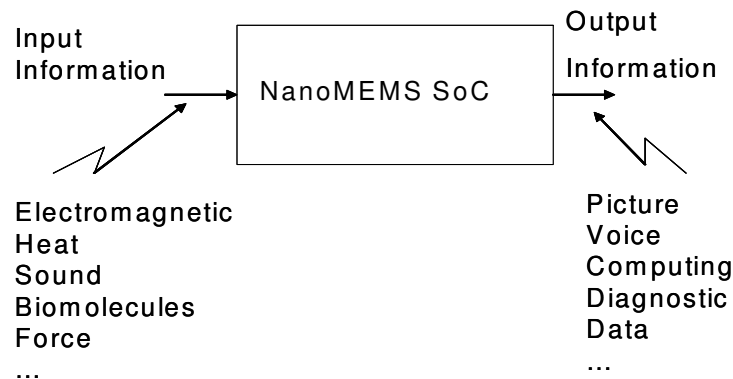 Input
Information
NanoMEMS SoC
Output
Information
Electromagnetic
Heat
Sound
Biomolecules
Force
...
Picture
Voice
Computing
Diagnostic
Data
...